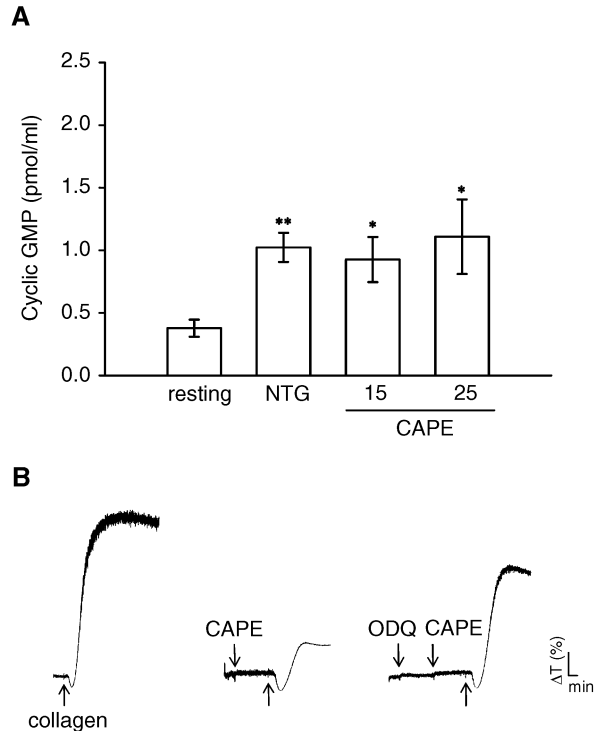 A
Cyclic GMP (pmol/ml)
2.5
2.0
1.5
1.0
0.5
0.0
**
*
*
resting
NTG
15
25
CAPE
B
CAPE
ODQ
CAPE
ΔT (%)
min
collagen